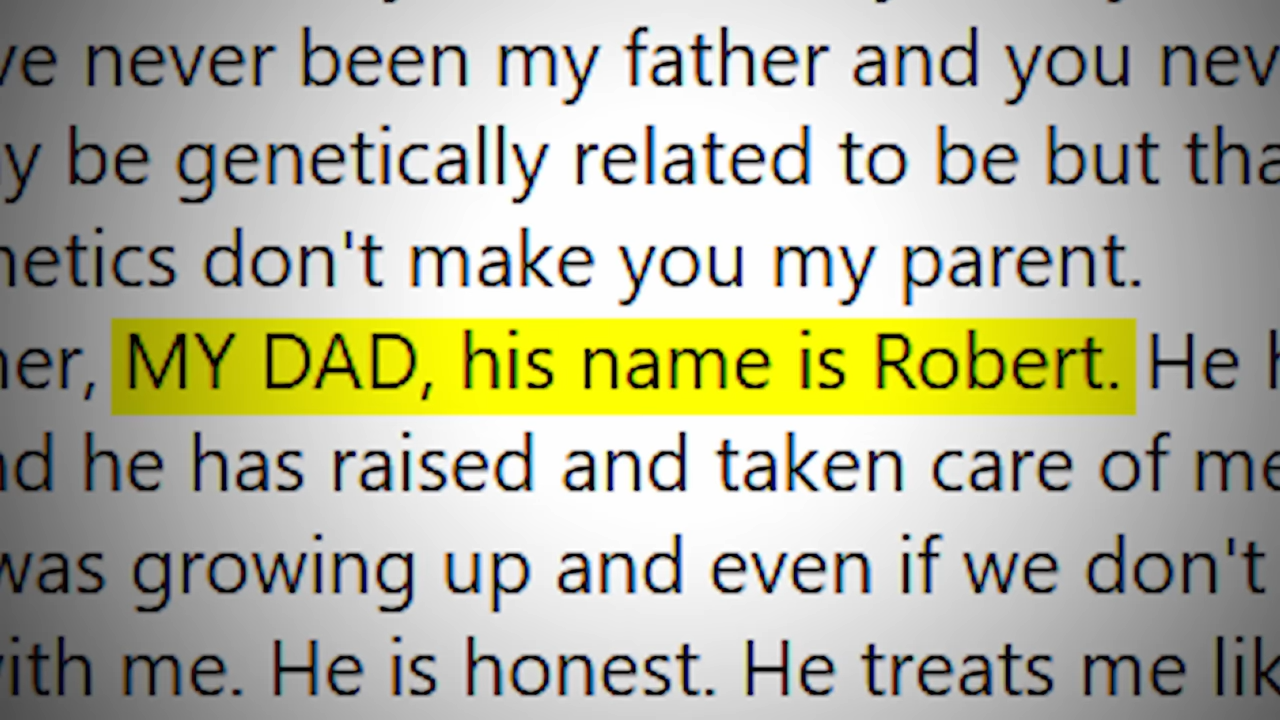 ve never been my father and you nev
y be genetically related to be but tha
netics don't make you my parent.
her, MY DAD, his name is Robert. He h
nd he has raised and taken care of me
was growing up and even if we don't
with me. He is honest. He treats me lik